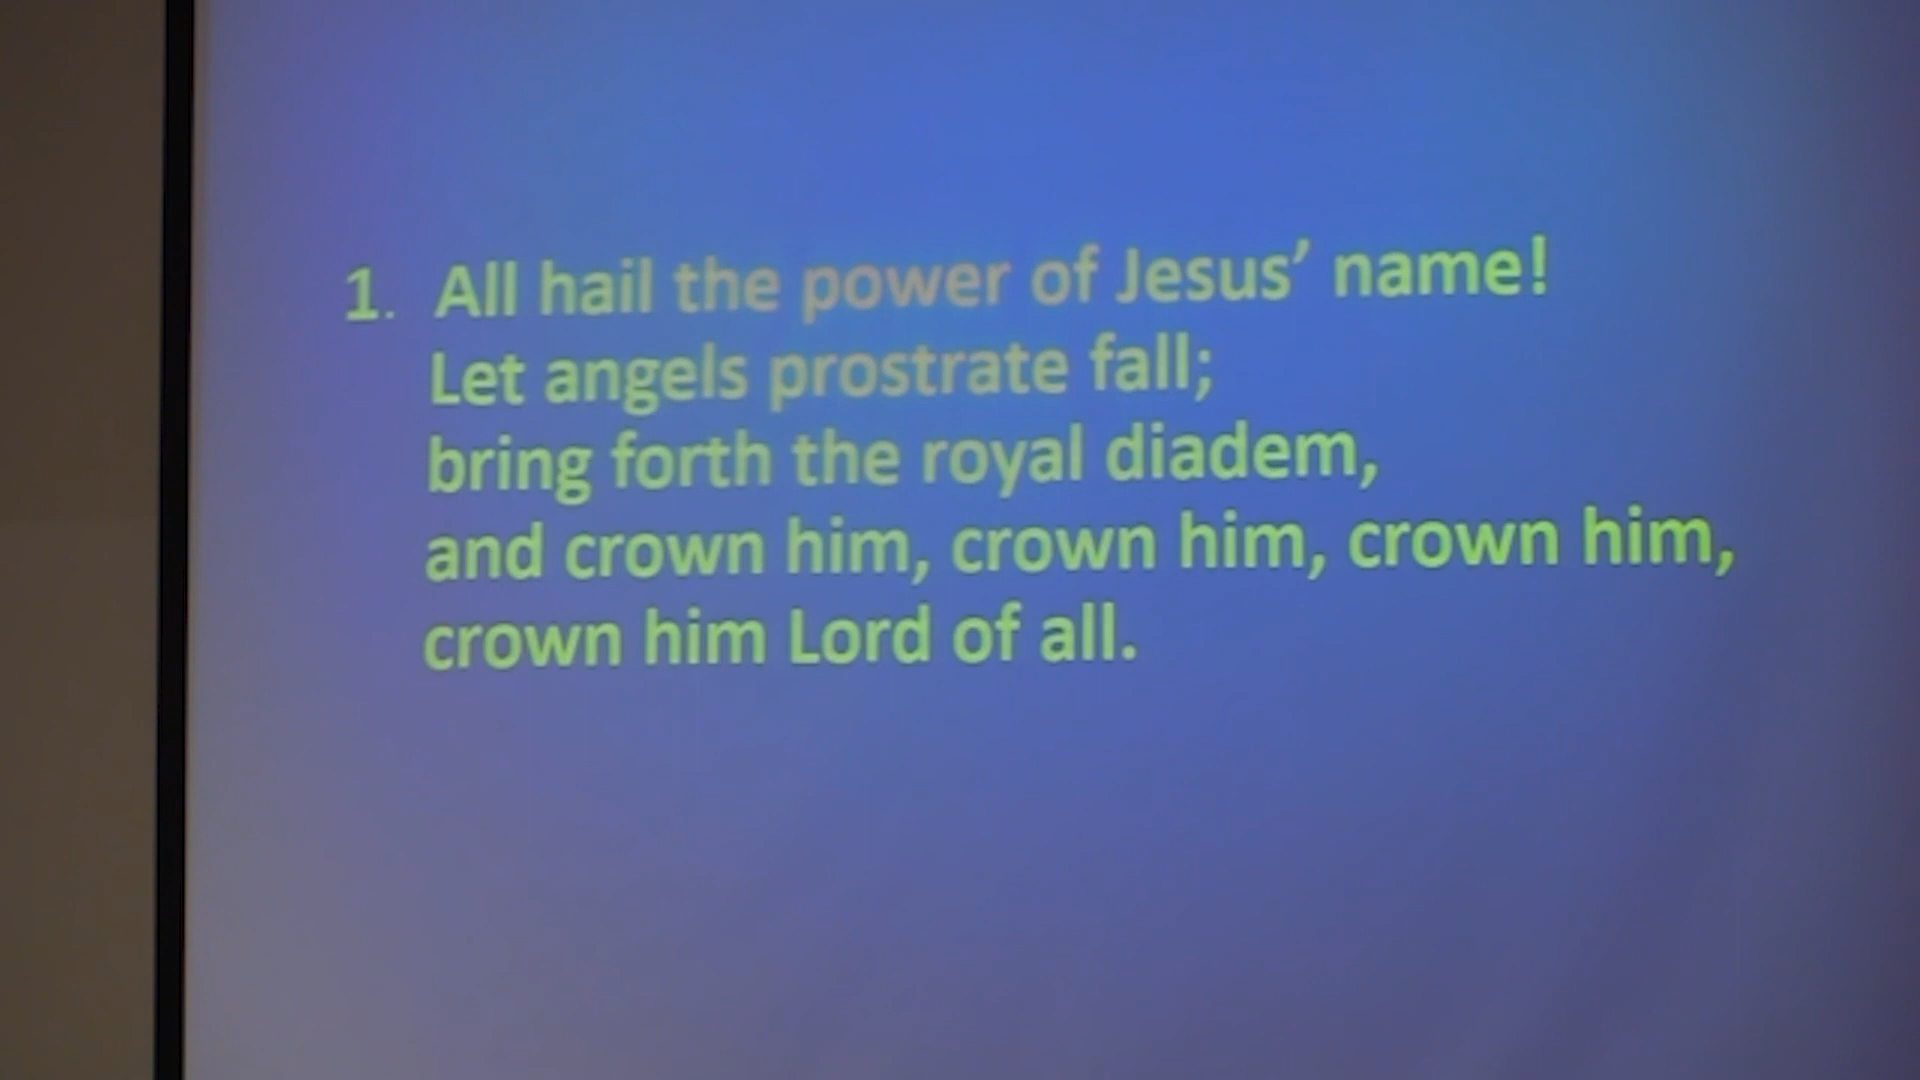 1. All hail the power of Jesus’ name!
Let angels prostrate fall;
bring forth the royal diadem,
and crown him, crown him, crown him,
crown him Lord of all.